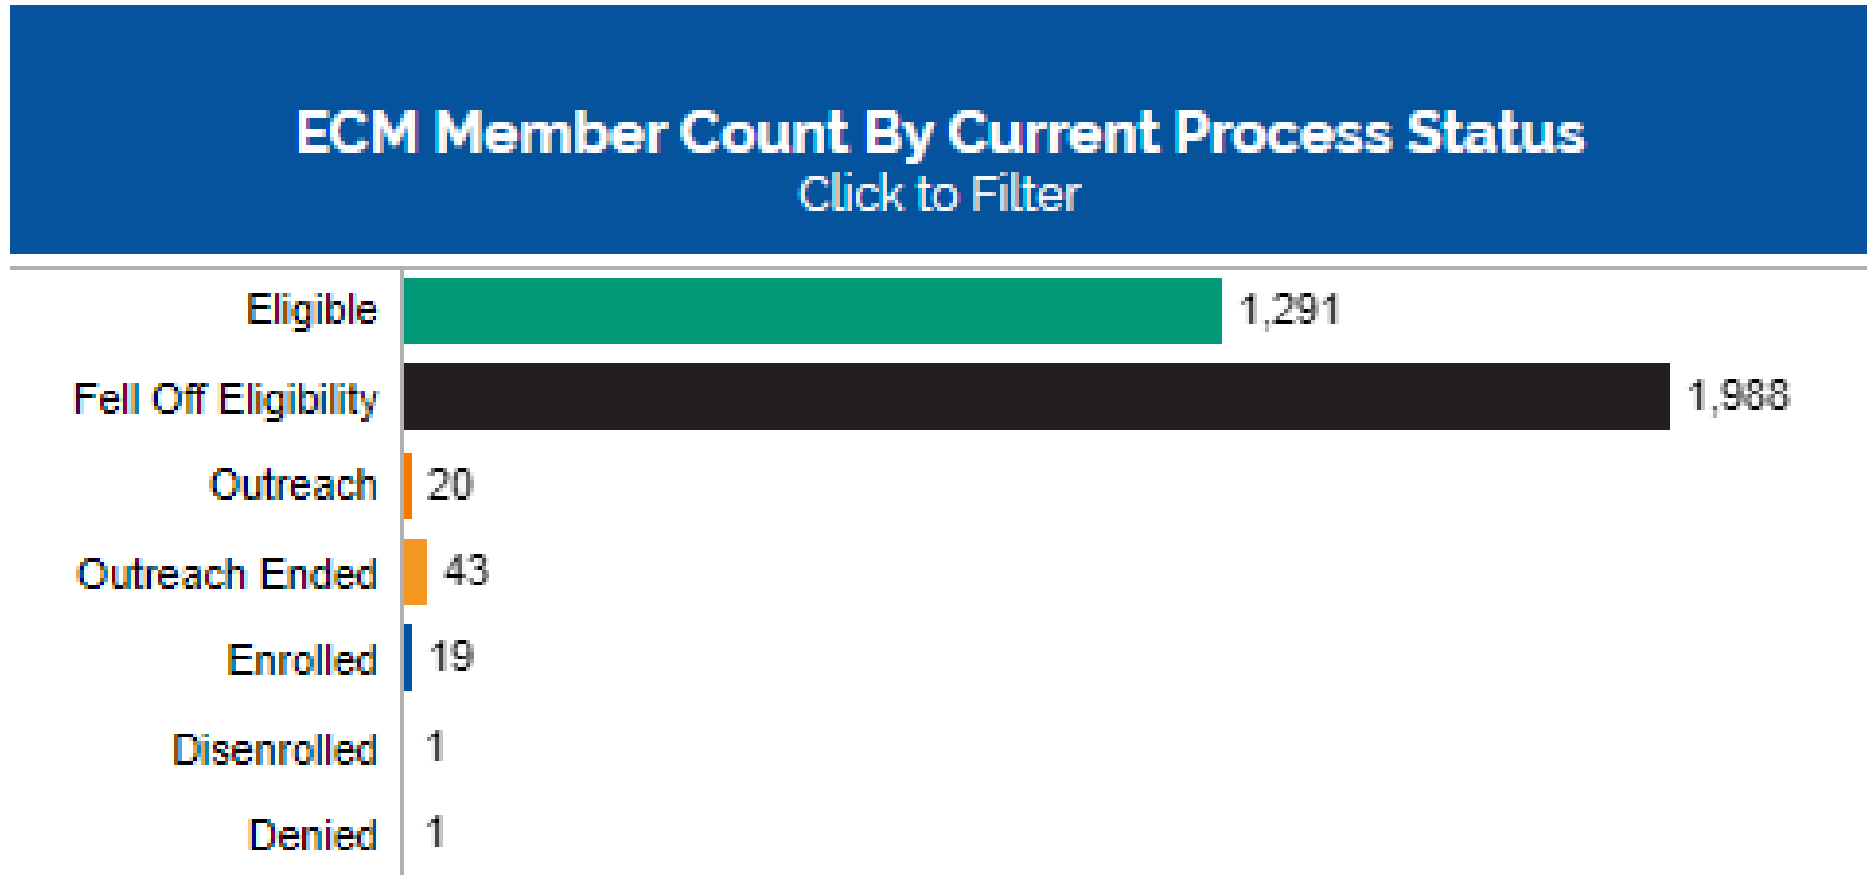 ECM Member Count By Current Process Status
Click to Filter
Eligible 1,291
Fell Off Eligibility 1,988
Outreach 20
Outreach Ended 43
Enrolled 19
Disenrolled 1
Denied 1